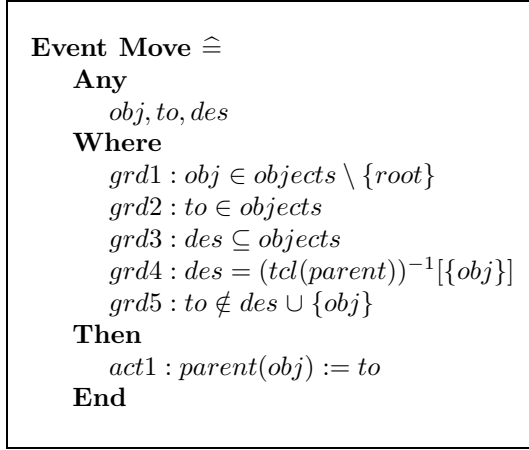 Event Move ≙
Any
obj, to, des
Where
grd1 : obj ∈ objects \ {root}
grd2 : to ∈ objects
grd3 : des ⊆ objects
grd4 : des = (tcl(parent))⁻¹[{obj}]
grd5 : to ∉ des ∪ {obj}
Then
act1 : parent(obj) := to
End